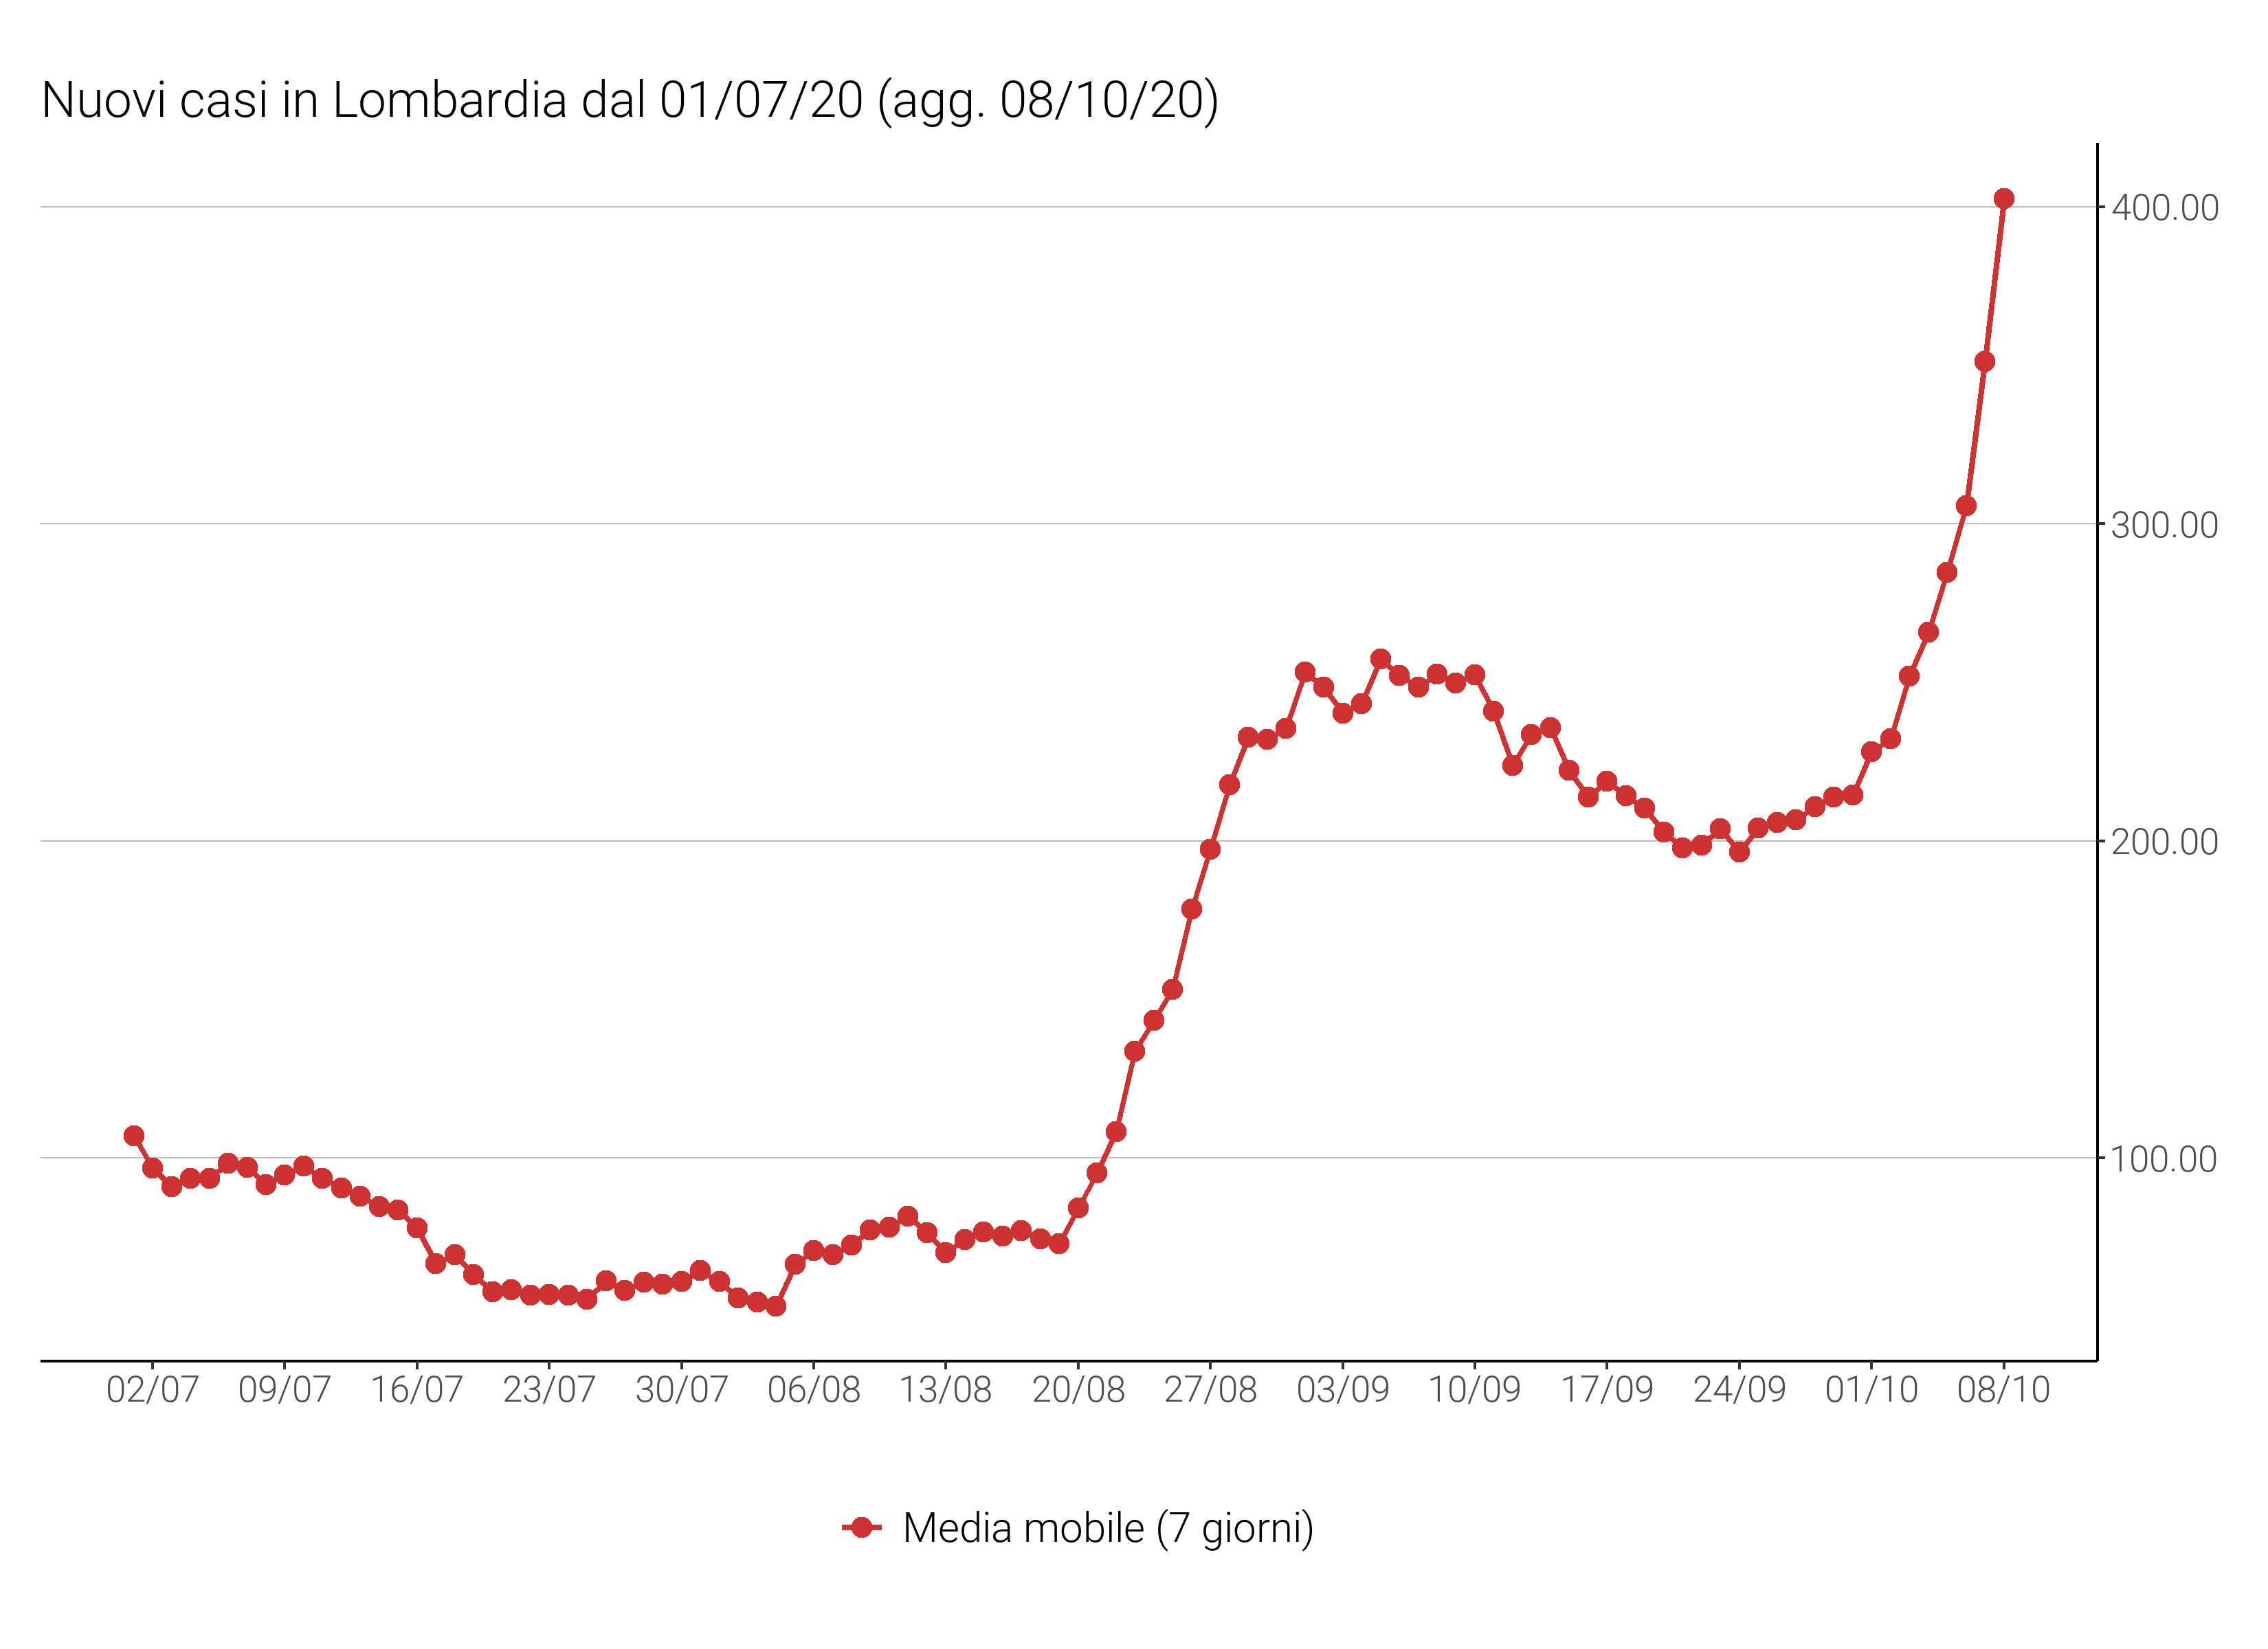 Nuovi casi in Lombardia dal 01/07/20 (agg. 08/10/20)
400.00
300.00
200.00
100.00
02/07 09/07 16/07 23/07 30/07 06/08 13/08 20/08 27/08 03/09 10/09 17/09 24/09 01/10 08/10
Media mobile (7 giorni)